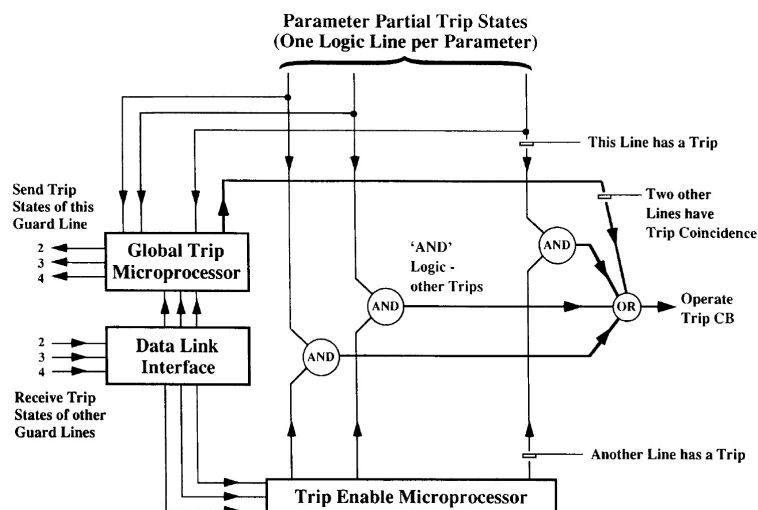 Parameter Partial Trip States
(One Logic Line per Parameter)
This Line has a Trip
Send Trip
States of this
Guard Line
Two other
Lines have
Trip Coincidence
2
3
4
Global Trip
Microprocessor
'AND'
Logic -
other Trips
AND
AND
OR
Operate
Trip CB
2
3
4
Data Link
Interface
AND
Receive Trip
States of other
Guard Lines
Another Line has a Trip
Trip Enable Microprocessor